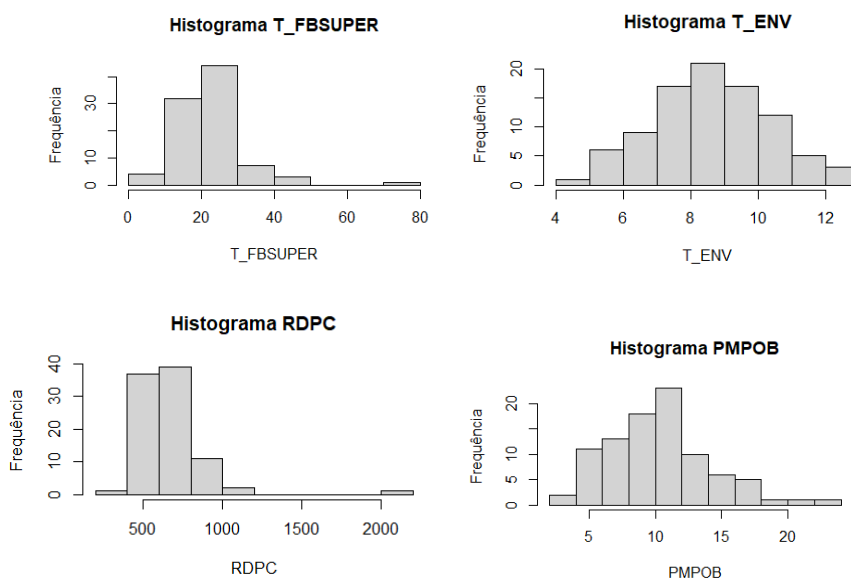 Histograma T_FBSUPER
Frequência
10 30
0
0 20 40 60 80
T_FBSUPER
Histograma T_ENV
Frequência
0 5 10 20
4 6 8 10 12
T_ENV
Histograma RDPC
Frequência
0 10 20 30 40
500 1000 1500 2000
RDPC
Histograma PMPOB
Frequência
0 5 10 20
5 10 15 20
PMPOB